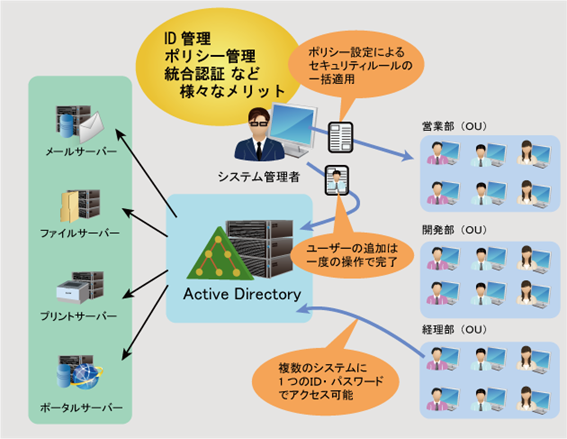 ID 管理
ポリシー管理
統合認証 など
様々なメリット
ポリシー設定による
セキュリティルールの
一括適用
システム管理者
メールサーバー
ファイルサーバー
プリントサーバー
ポータルサーバー
Active Directory
ユーザーの追加は
一度の操作で完了
複数のシステムに
1つのID・パスワード
でアクセス可能
営業部（OU）
開発部（OU）
経理部（OU）